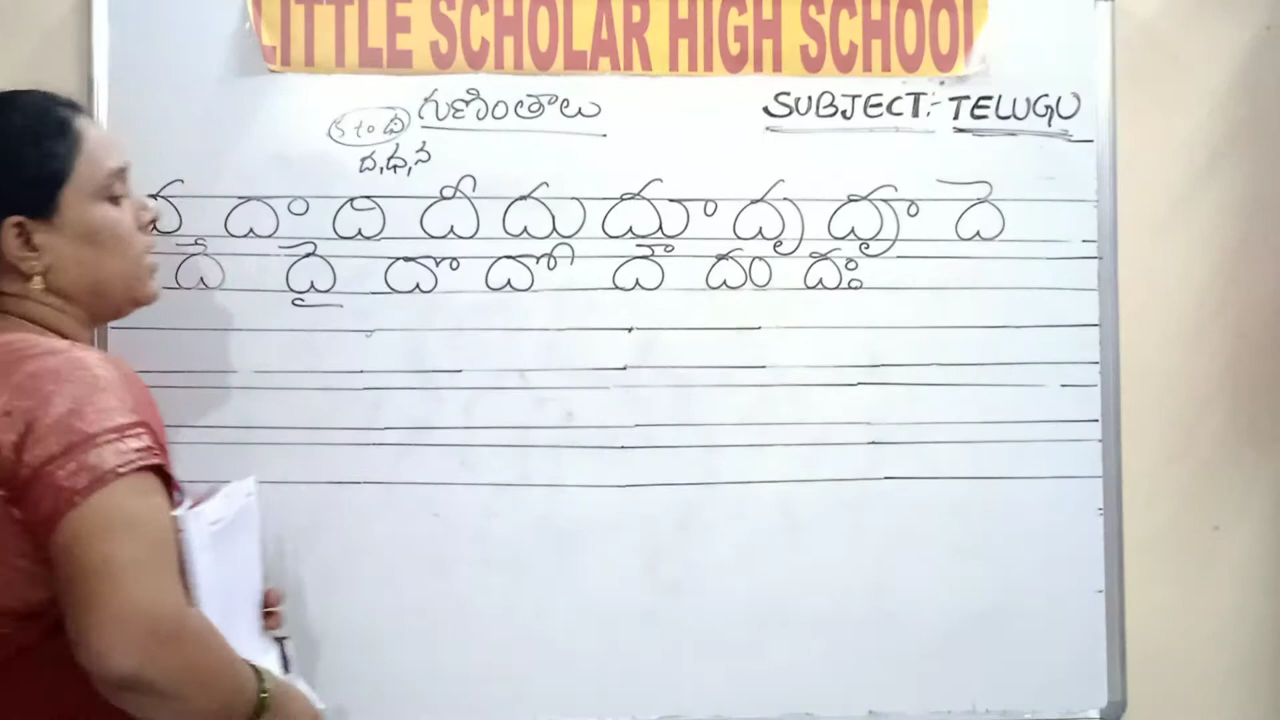 LITTLE SCHOLAR HIGH SCHOOL
గుణింతాలు SUBJECT:- TELUGU
ద, ధ, న
ద దా ది దీ దు దూ దృ దౄ దె
దే దై దొ దో దౌ దం దః